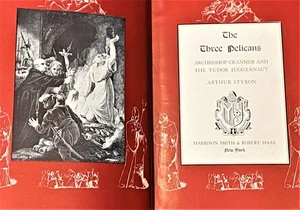 The
Three Pelicans
ARCHBISHOP CRANMER AND
THE TUDOR JUGGERNAUT
ARTHUR STYRON
HARRISON SMITH & ROBERT HAAS
New York